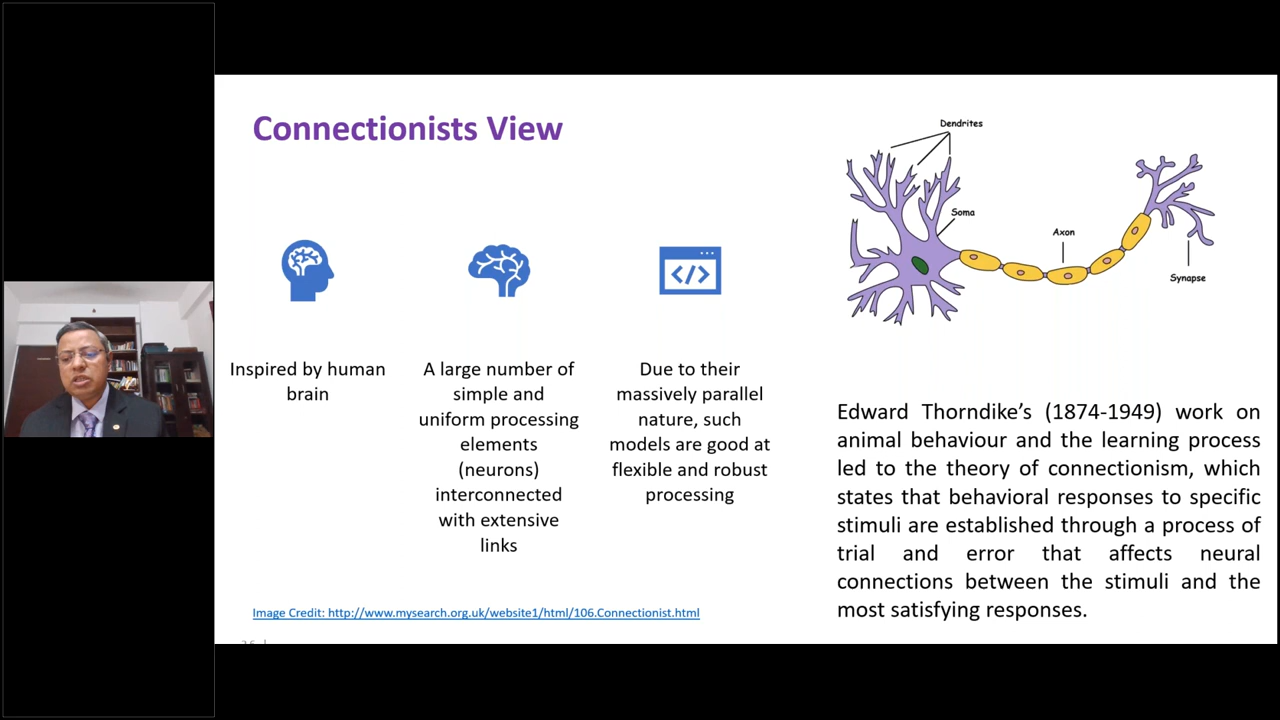 Connectionists View
Inspired by human
brain
A large number of
simple and
uniform processing
elements
(neurons)
interconnected
with extensive
links
Due to their
massively parallel
nature, such
models are good at
flexible and robust
processing
Dendrites
Soma
Axon
Synapse
Edward Thorndike’s (1874-1949) work on
animal behaviour and the learning process
led to the theory of connectionism, which
states that behavioral responses to specific
stimuli are established through a process of
trial and error that affects neural
connections between the stimuli and the
most satisfying responses.
Image Credit: http://www.mysearch.org.uk/website1/html/106.Connectionist.html